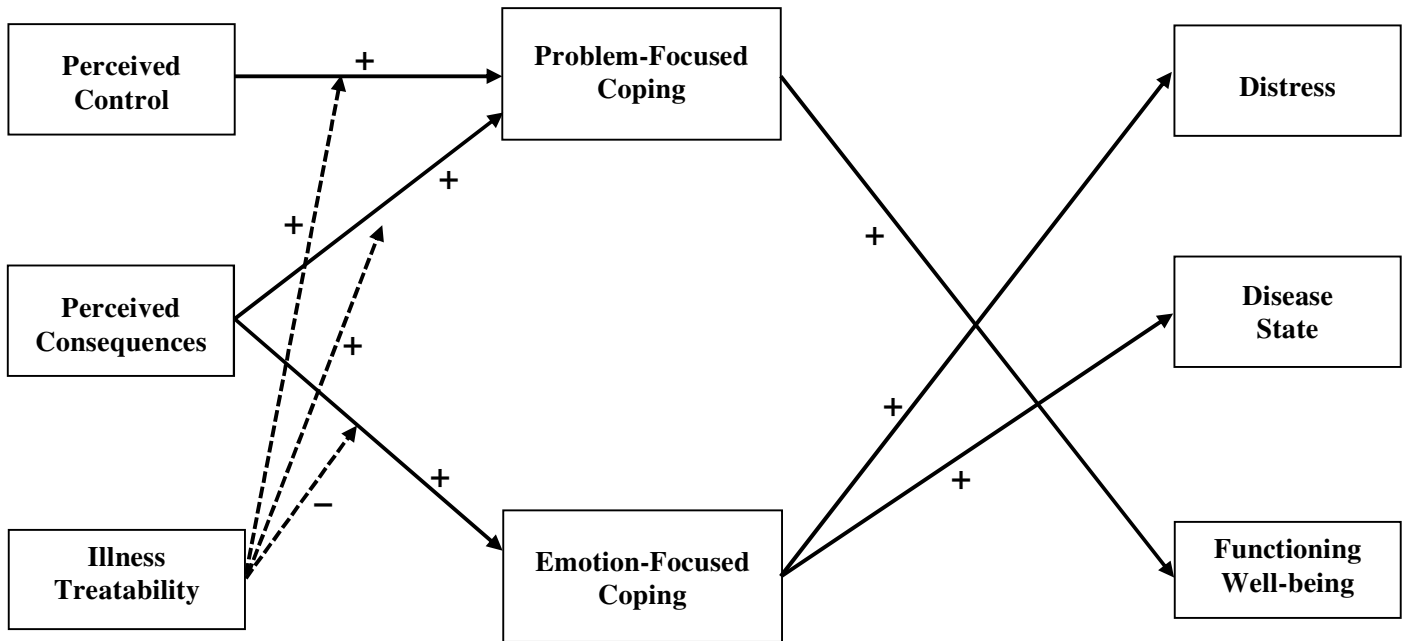 Perceived
Control
+
Problem-Focused
Coping
Distress
+
+
+
Perceived
Consequences
+
Disease
State
+
+
+
−
Illness
Treatability
Emotion-Focused
Coping
Functioning
Well-being